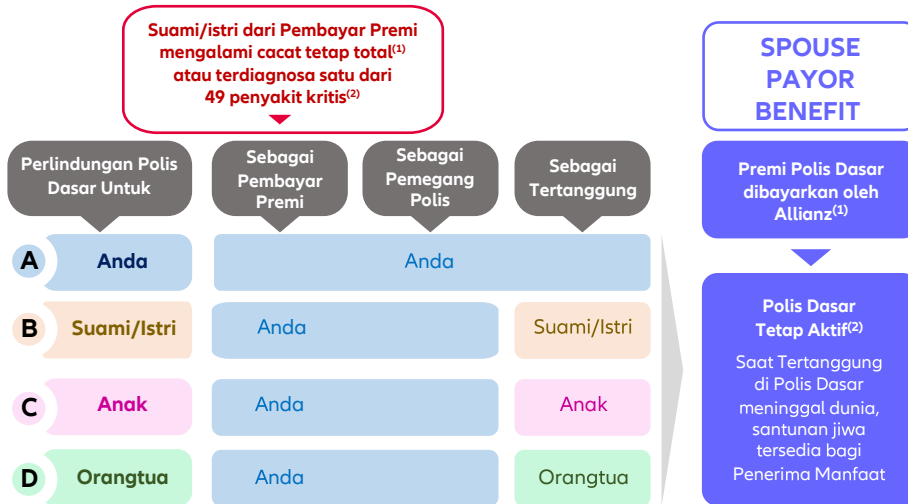 Suami/istri dari Pembayar Premi
mengalami cacat tetap total(1)
atau terdiagnosa satu dari
49 penyakit kritis(2)
SPOUSE
PAYOR
BENEFIT
Perlindungan Polis
Dasar Untuk
Sebagai
Pembayar
Premi
Sebagai
Pemegang
Polis
Sebagai
Tertanggung
Premi Polis Dasar
dibayarkan oleh
Allianz(1)
A Anda Anda
B Suami/Istri Anda Suami/Istri
C Anak Anda Anak
D Orangtua Anda Orangtua
Polis Dasar
Tetap Aktif(2)
Saat Tertanggung
di Polis Dasar
meninggal dunia,
santunan jiwa
tersedia bagi
Penerima Manfaat